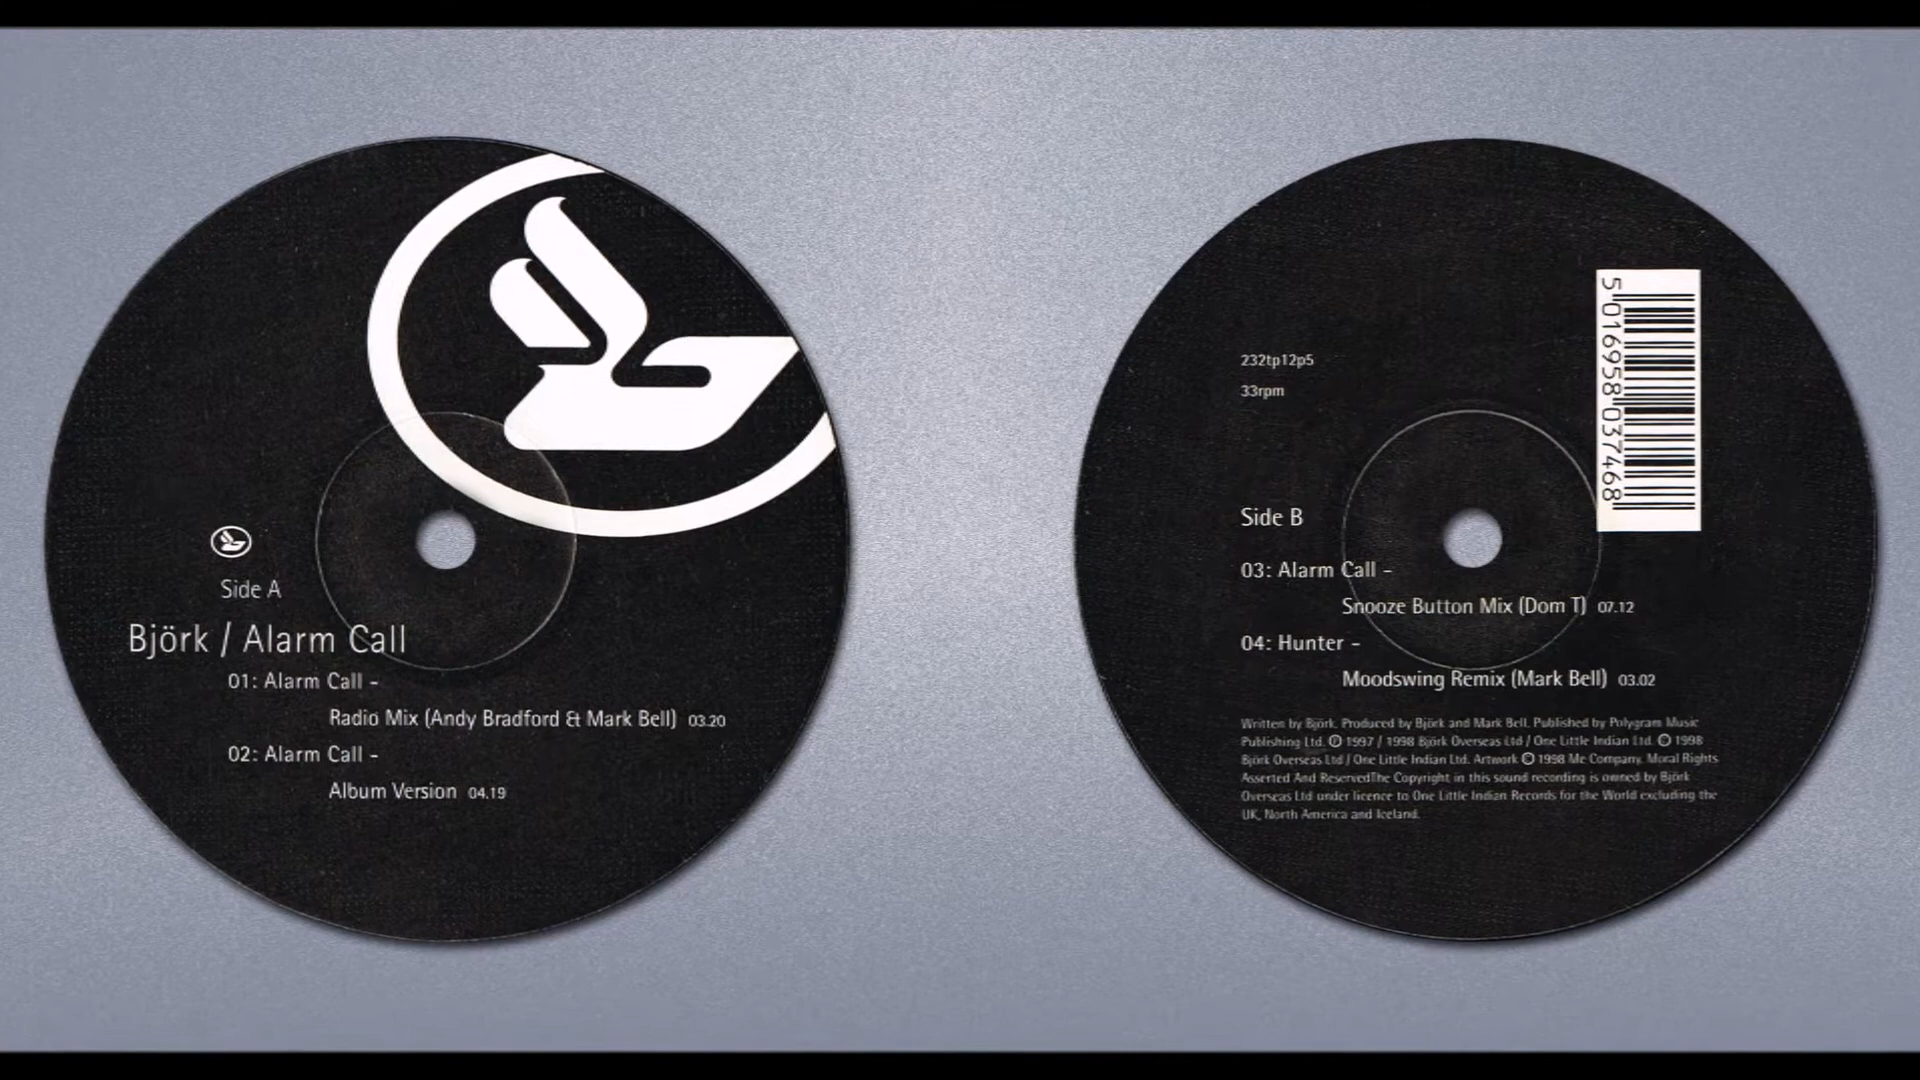 Side A
Björk / Alarm Call
01: Alarm Call -
Radio Mix (Andy Bradford & Mark Bell) 03.20
02: Alarm Call -
Album Version 04.19
232tp12p5
33rpm
5 016958 037468
Side B
03: Alarm Call -
Snooze Button Mix (Dom T) 07.12
04: Hunter -
Moodswing Remix (Mark Bell) 03.02
Written by Björk. Produced by Björk and Mark Bell. Published by Polygram Music
Publishing Ltd. Ⓟ 1997 / 1998 Björk Overseas Ltd / One Little Indian Ltd. © 1998
Björk Overseas Ltd / One Little Indian Ltd. Artwork © 1998 Me Company. Moral Rights
Asserted And ReservedThe Copyright in this sound recording is owned by Björk
Overseas Ltd under licence to One Little Indian Records for the World excluding the
UK, North America and Iceland.